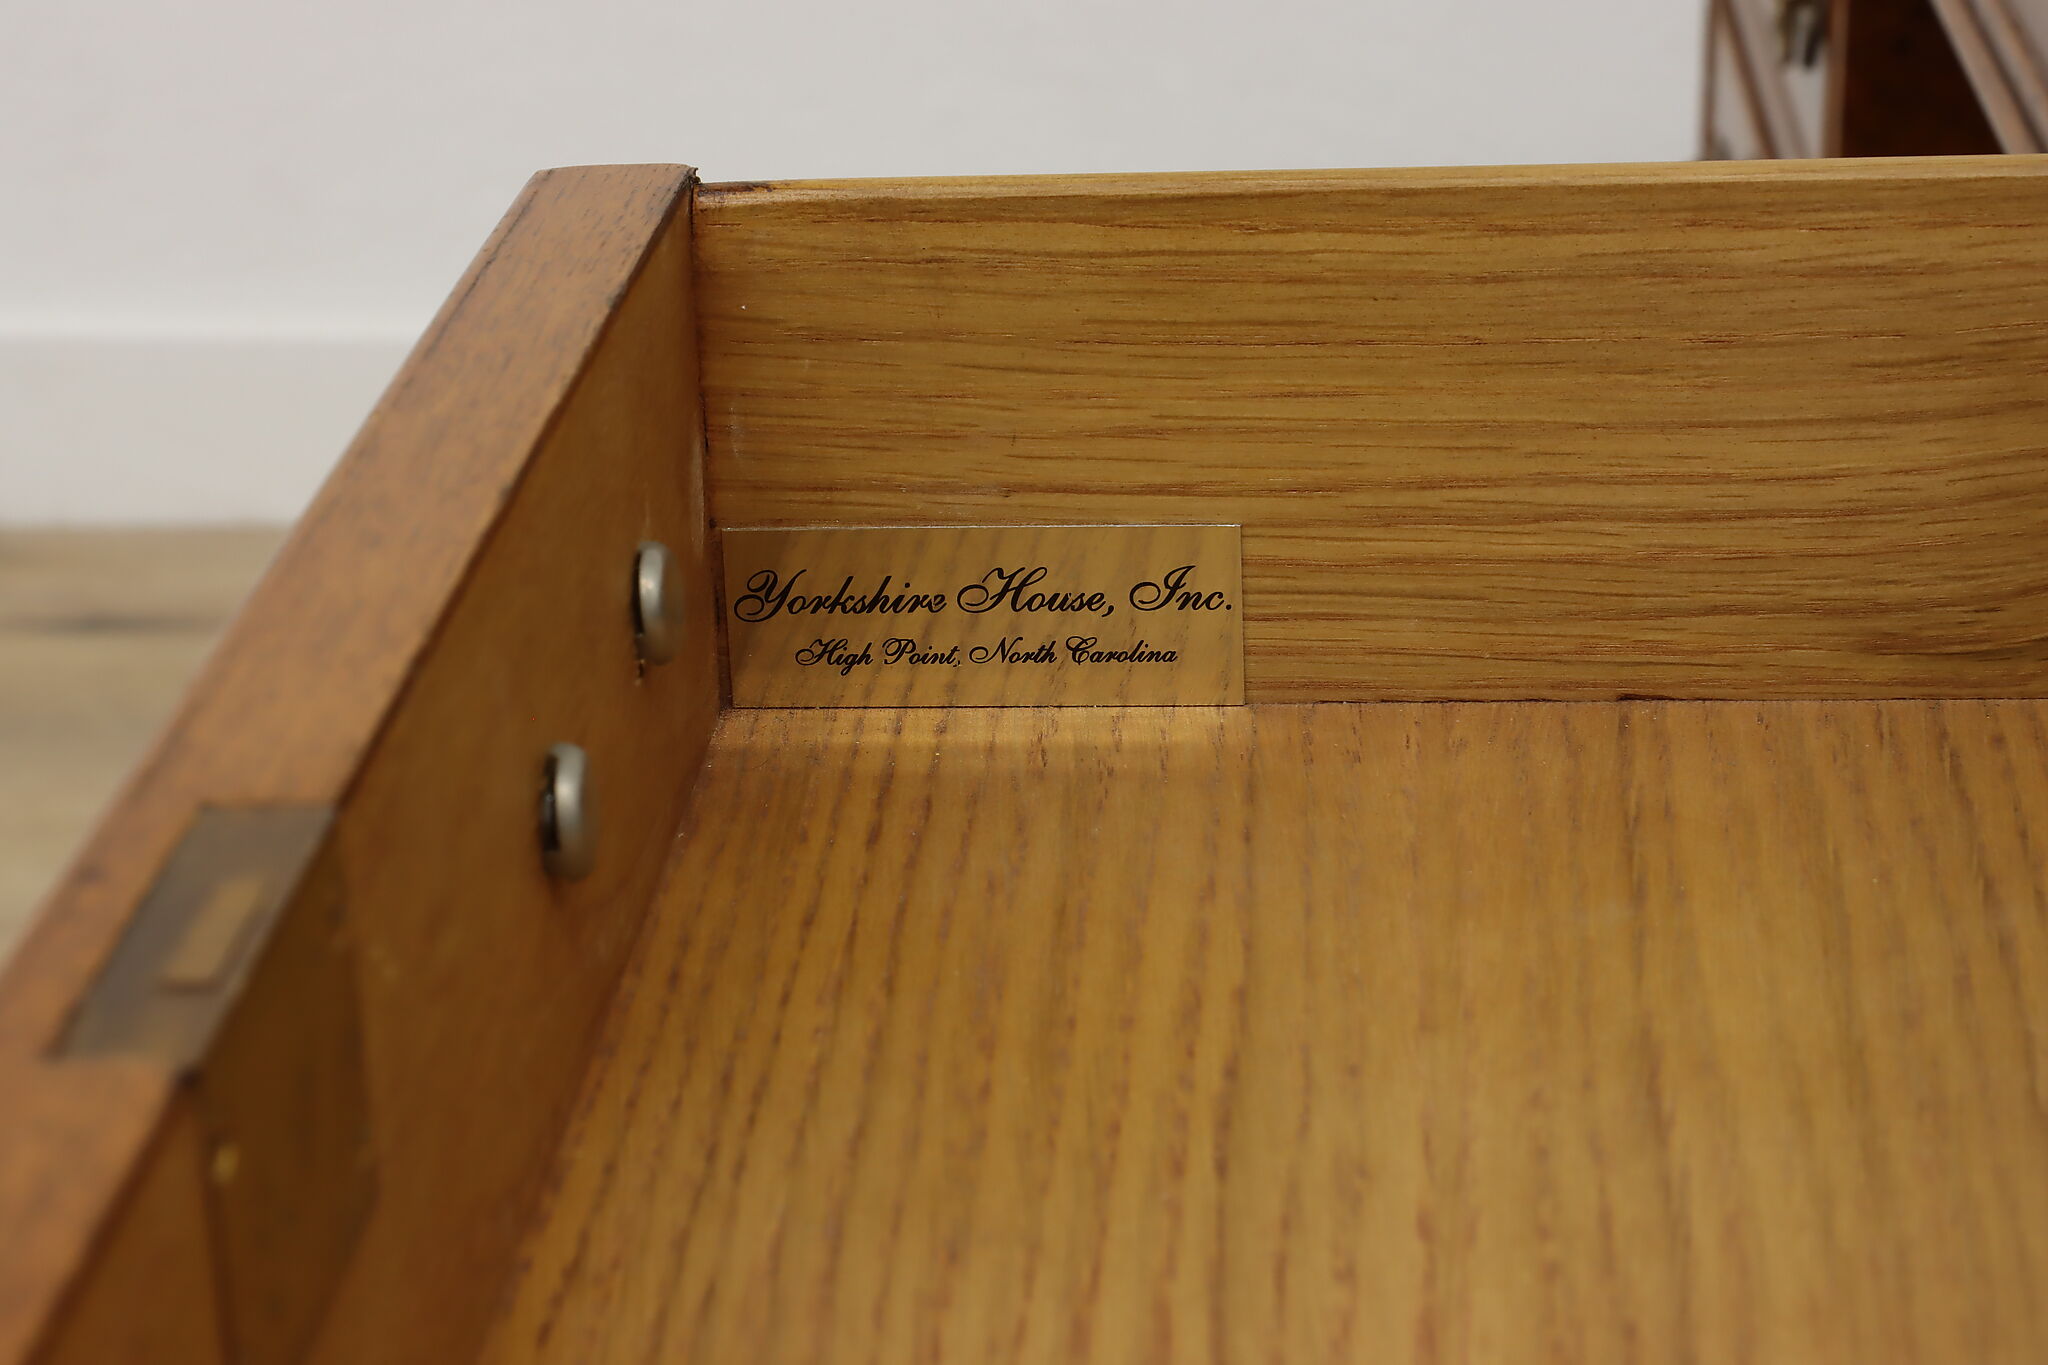 Yorkshire House, Inc.
High Point, North Carolina